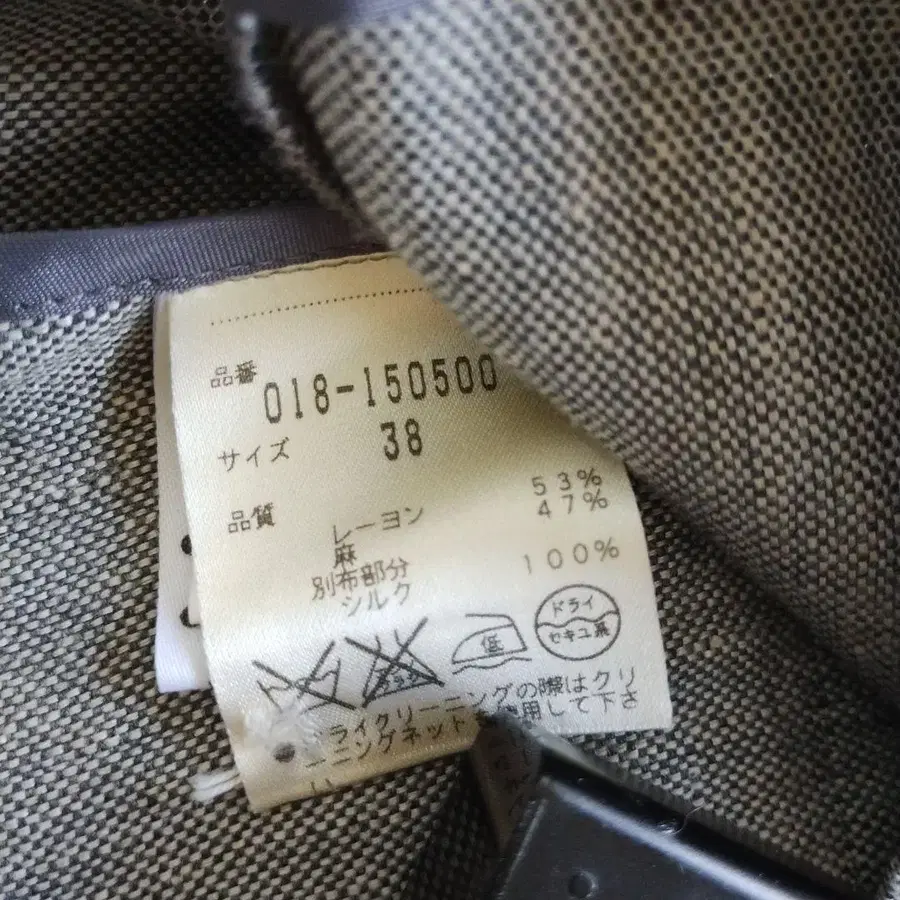 品番 018-150500
サイズ 38
品質
レーヨン 53%
麻 47%
別布部分
シルク 100%
低
ドライ
セキユ系
ドライクリーニングの際はクリ
ーニングネットを使用して下さ
い